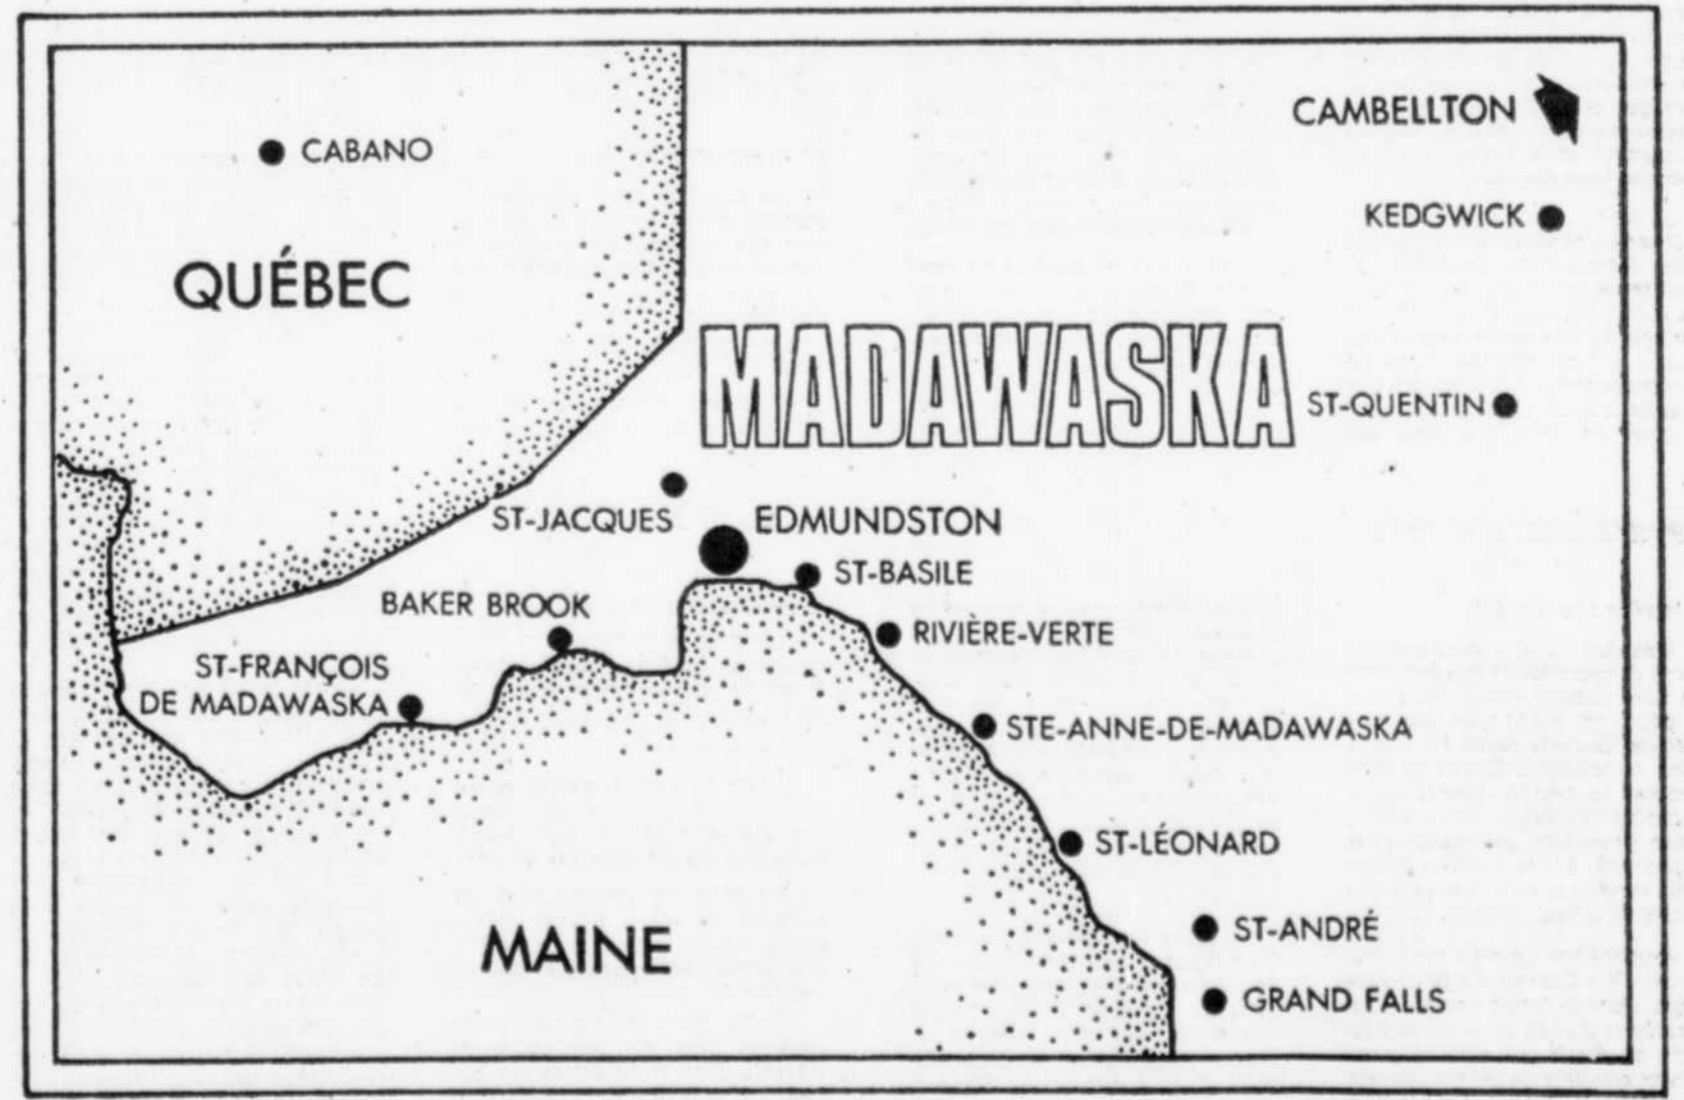 CAMBELLTON
CABANO
KEDGWICK
QUÉBEC
MADAWASKA
ST-QUENTIN
ST-JACQUES
EDMUNDSTON
ST-BASILE
BAKER BROOK
RIVIÈRE-VERTE
ST-FRANÇOIS
DE MADAWASKA
STE-ANNE-DE-MADAWASKA
ST-LÉONARD
ST-ANDRÉ
MAINE
GRAND FALLS